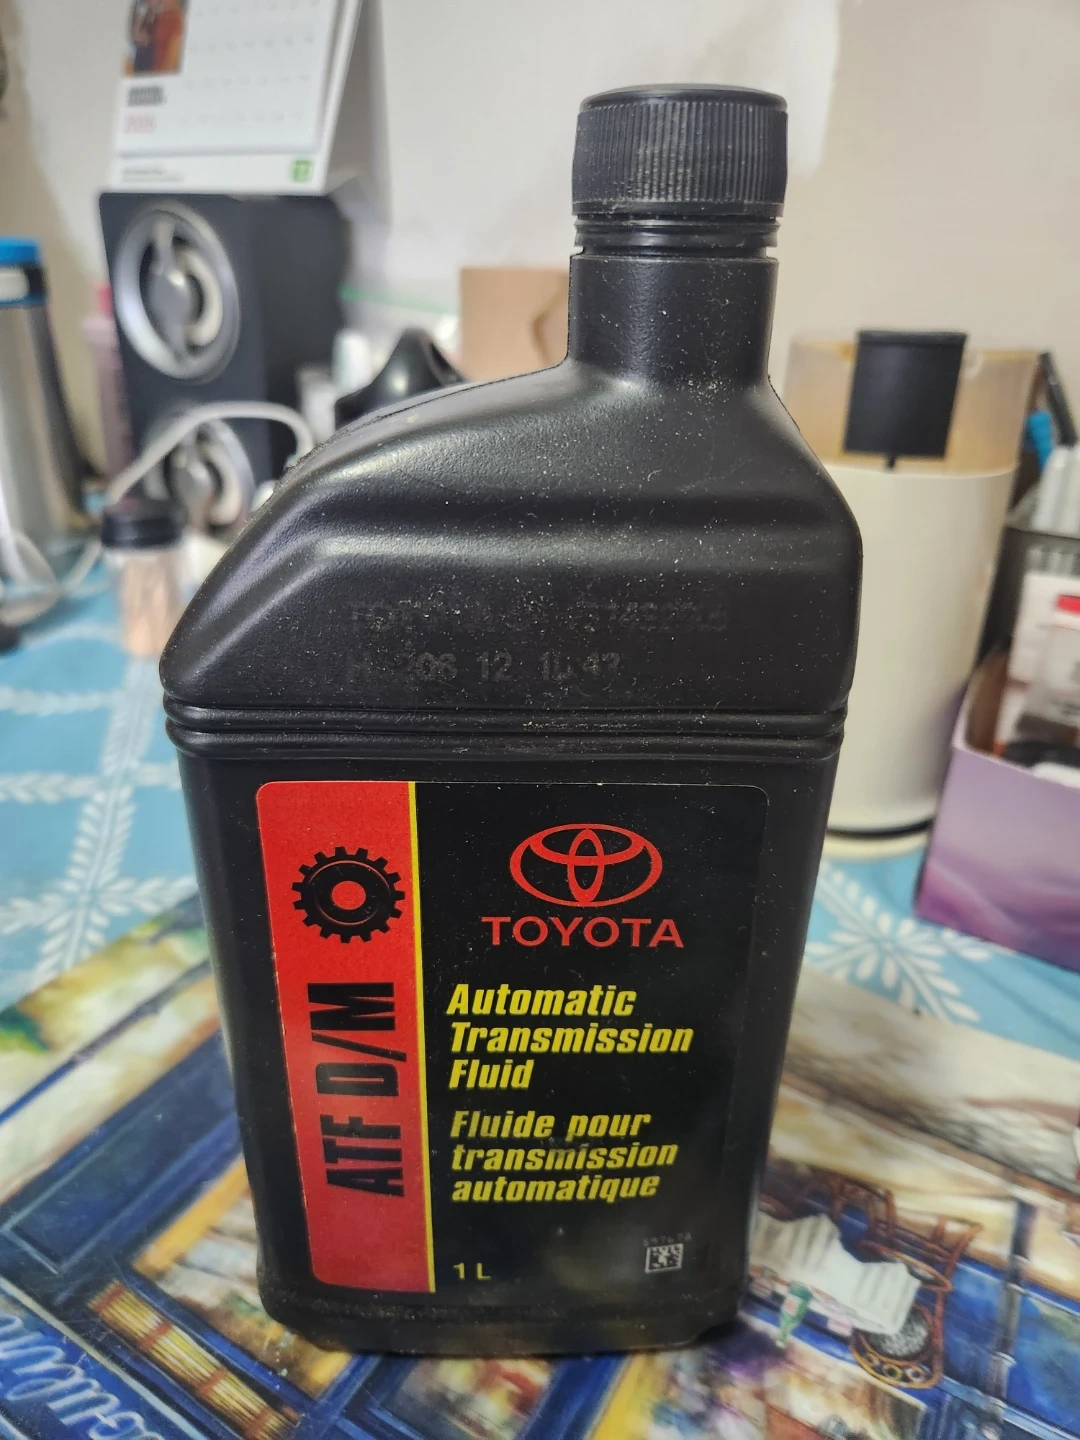 TOYOTA
ATF D/M
Automatic
Transmission
Fluid
Fluide pour
transmission
automatique
1 L